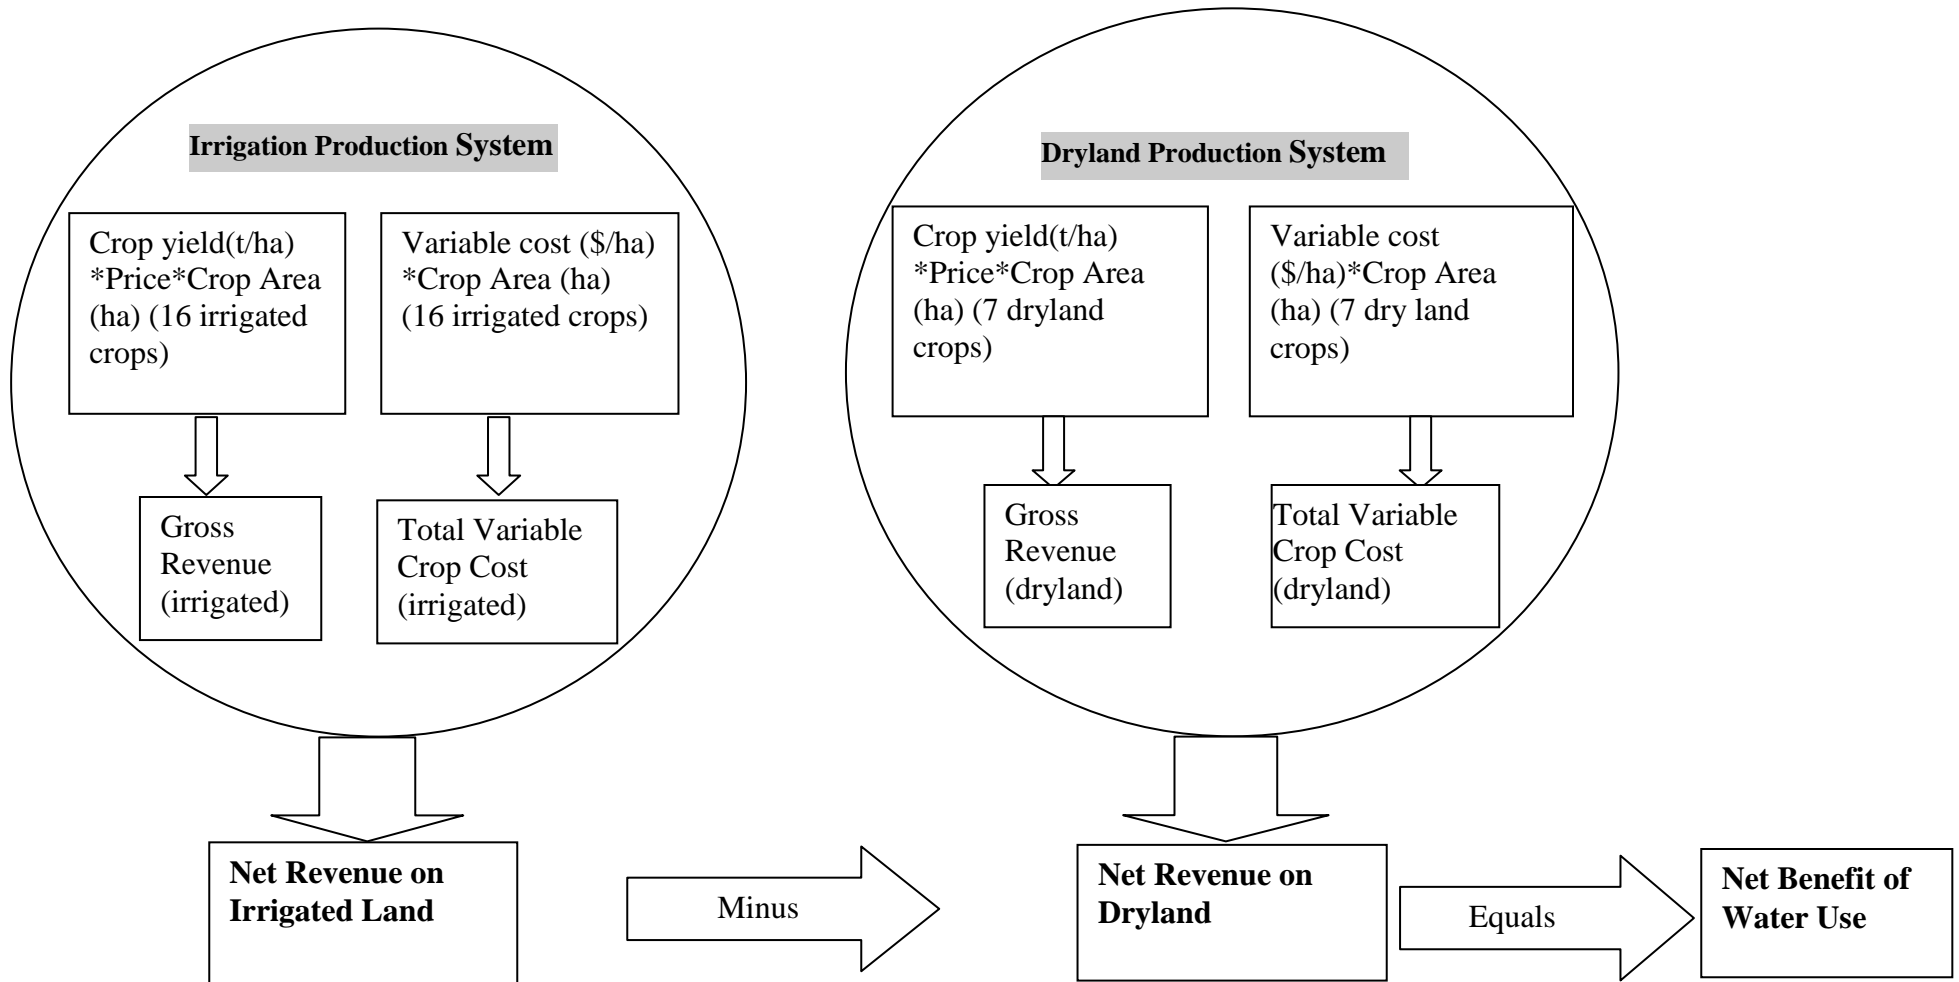 Irrigation Production System
Crop yield(t/ha)
*Price*Crop Area
(ha) (16 irrigated
crops)
Variable cost ($/ha)
*Crop Area (ha)
(16 irrigated crops)
Gross
Revenue
(irrigated)
Total Variable
Crop Cost
(irrigated)
Dryland Production System
Crop yield(t/ha)
*Price*Crop Area
(ha) (7 dryland
crops)
Variable cost
($/ha)*Crop Area
(ha) (7 dry land
crops)
Gross
Revenue
(dryland)
Total Variable
Crop Cost
(dryland)
Net Revenue on
Irrigated Land
Minus
Net Revenue on
Dryland
Equals
Net Benefit of
Water Use